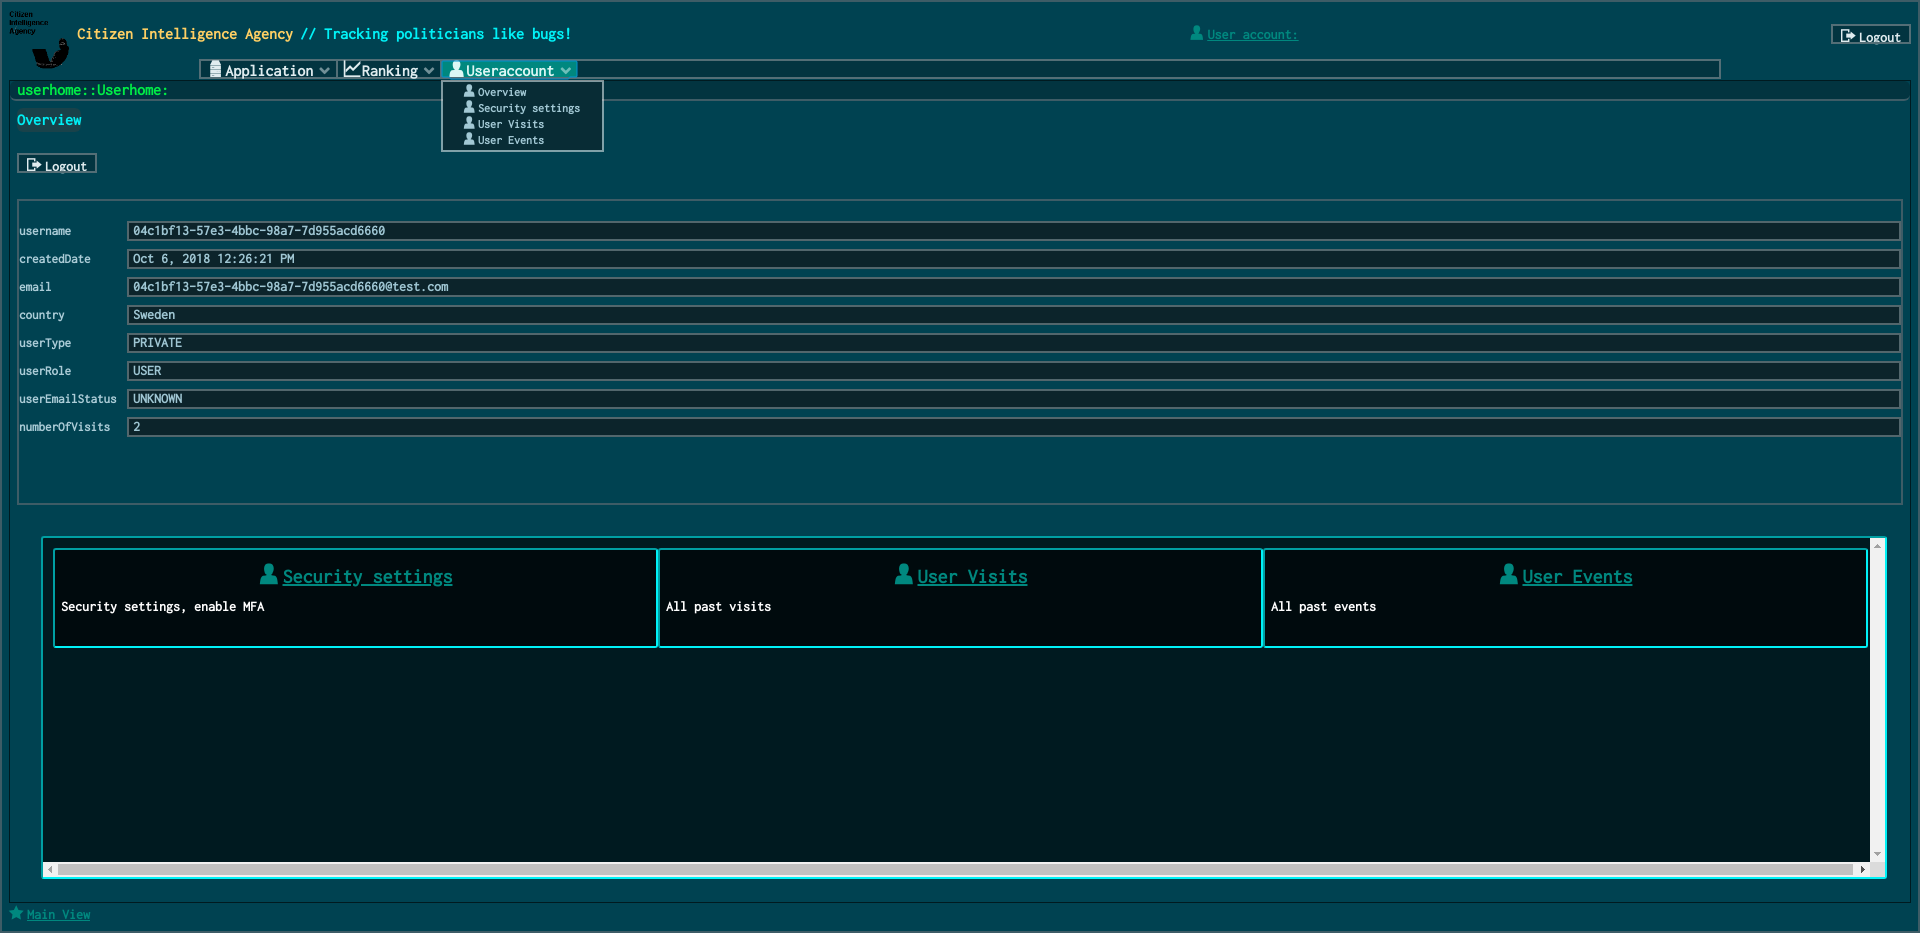 Citizen
Intelligence
Agency
Citizen Intelligence Agency // Tracking politicians like bugs!
User account:
Logout
Application
Ranking
Useraccount
userhome::Userhome:
Overview
Security settings
User Visits
User Events
Overview
Logout
username 04c1bf13-57e3-4bbc-98a7-7d955acd6660
createdDate Oct 6, 2018 12:26:21 PM
email 04c1bf13-57e3-4bbc-98a7-7d955acd6660@test.com
country Sweden
userType PRIVATE
userRole USER
userEmailStatus UNKNOWN
numberOfVisits 2
Security settings
Security settings, enable MFA
User Visits
All past visits
User Events
All past events
Main View